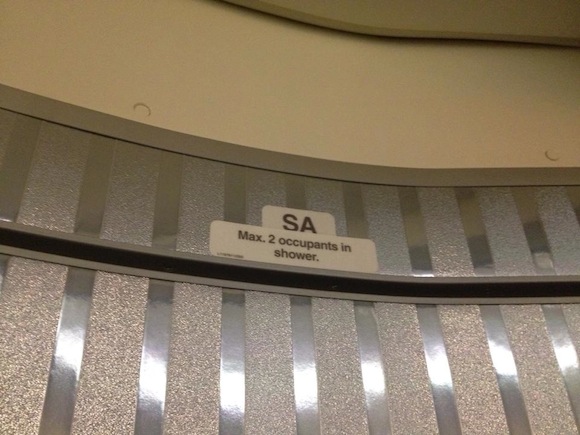 SA
Max. 2 occupants in
shower.